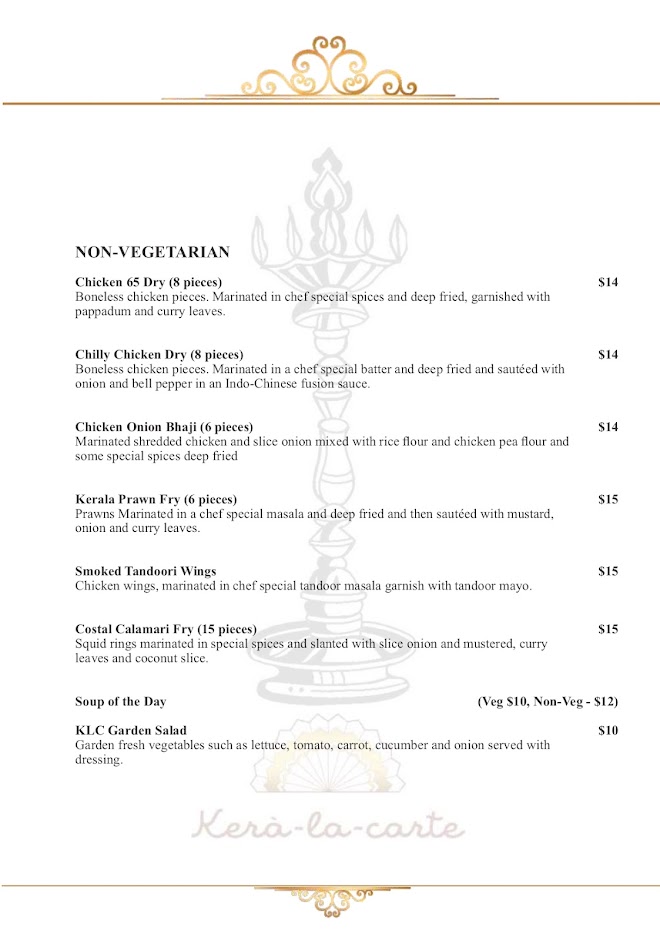 NON-VEGETARIAN
Chicken 65 Dry (8 pieces) $14
Boneless chicken pieces. Marinated in chef special spices and deep fried, garnished with
pappadum and curry leaves.
Chilly Chicken Dry (8 pieces) $14
Boneless chicken pieces. Marinated in a chef special batter and deep fried and sautéed with
onion and bell pepper in an Indo-Chinese fusion sauce.
Chicken Onion Bhaji (6 pieces) $14
Marinated shredded chicken and slice onion mixed with rice flour and chicken pea flour and
some special spices deep fried
Kerala Prawn Fry (6 pieces) $15
Prawns Marinated in a chef special masala and deep fried and then sautéed with mustard,
onion and curry leaves.
Smoked Tandoori Wings $15
Chicken wings, marinated in chef special tandoor masala garnish with tandoor mayo.
Costal Calamari Fry (15 pieces) $15
Squid rings marinated in special spices and slanted with slice onion and mustered, curry
leaves and coconut slice.
Soup of the Day (Veg $10, Non-Veg - $12)
KLC Garden Salad $10
Garden fresh vegetables such as lettuce, tomato, carrot, cucumber and onion served with
dressing.
Kerà-la-carte